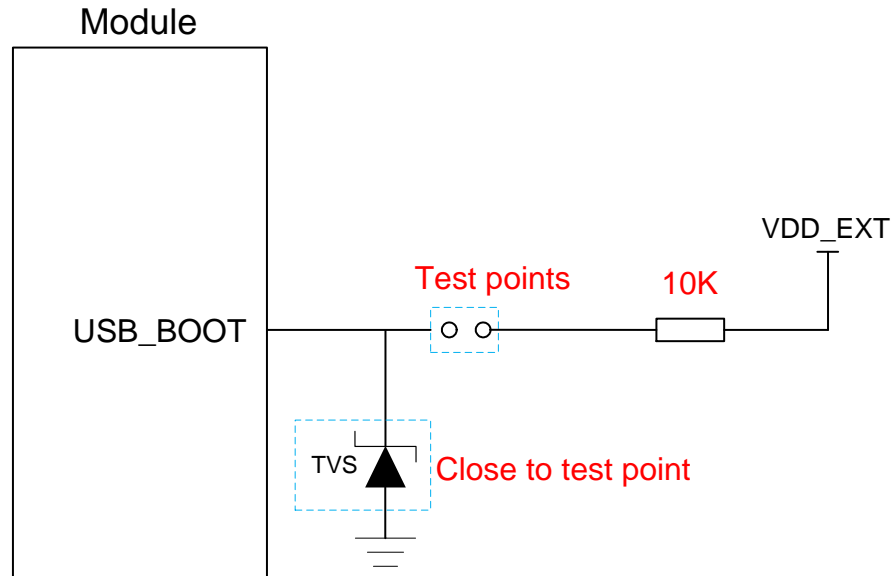 Module
VDD_EXT
Test points
10K
USB_BOOT
TVS
Close to test point